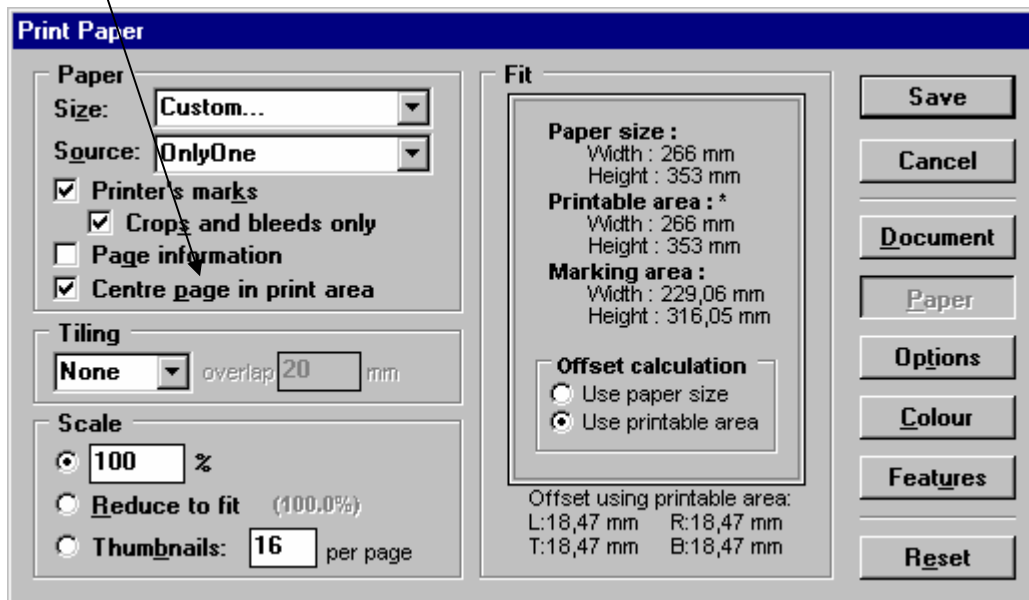 Print Paper
Paper
Size: Custom...
Source: OnlyOne
Printer's marks
Crops and bleeds only
Page information
Centre page in print area
Tiling
None overlap 20 mm
Scale
100 %
Reduce to fit (100.0%)
Thumbnails: 16 per page
Fit
Paper size :
Width : 266 mm
Height : 353 mm
Printable area : *
Width : 266 mm
Height : 353 mm
Marking area :
Width : 229,06 mm
Height : 316,05 mm
Offset calculation
Use paper size
Use printable area
Offset using printable area:
L:18,47 mm R:18,47 mm
T:18,47 mm B:18,47 mm
Save
Cancel
Document
Paper
Options
Colour
Features
Reset